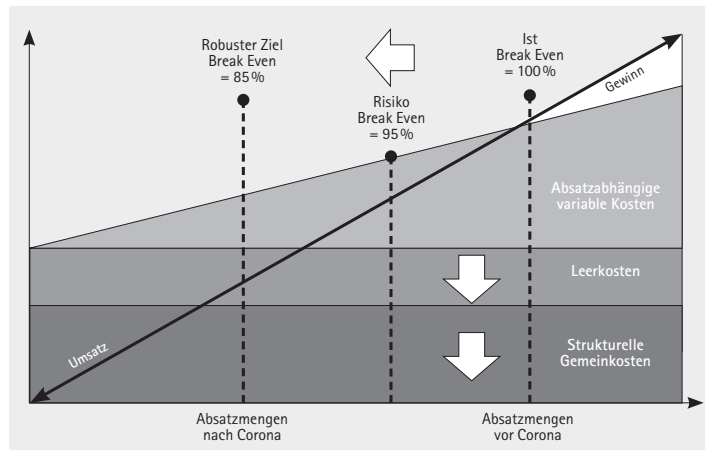 Robuster Ziel
Break Even
= 85 %
Risiko
Break Even
= 95 %
Ist
Break Even
= 100 %
Gewinn
Absatzabhängige
variable Kosten
Leerkosten
Umsatz
Strukturelle
Gemeinkosten
Absatzmengen
nach Corona
Absatzmengen
vor Corona